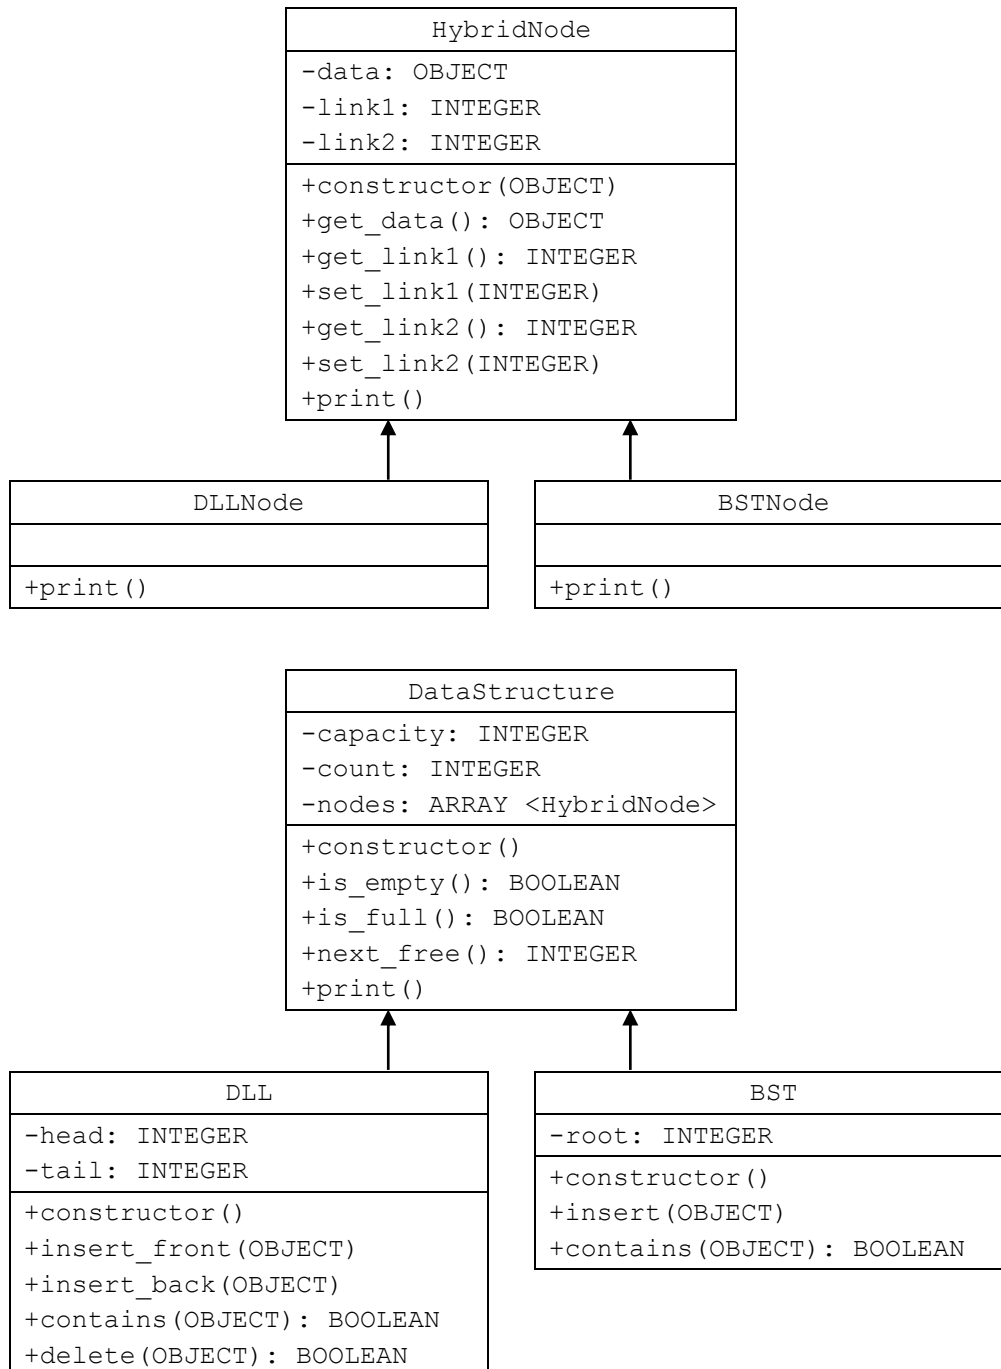 HybridNode
-data: OBJECT
-link1: INTEGER
-link2: INTEGER
+constructor(OBJECT)
+get_data(): OBJECT
+get_link1(): INTEGER
+set_link1(INTEGER)
+get_link2(): INTEGER
+set_link2(INTEGER)
+print()
DLLNode
+print()
BSTNode
+print()
DataStructure
-capacity: INTEGER
-count: INTEGER
-nodes: ARRAY <HybridNode>
+constructor()
+is_empty(): BOOLEAN
+is_full(): BOOLEAN
+next_free(): INTEGER
+print()
DLL
-head: INTEGER
-tail: INTEGER
+constructor()
+insert_front(OBJECT)
+insert_back(OBJECT)
+contains(OBJECT): BOOLEAN
+delete(OBJECT): BOOLEAN
BST
-root: INTEGER
+constructor()
+insert(OBJECT)
+contains(OBJECT): BOOLEAN